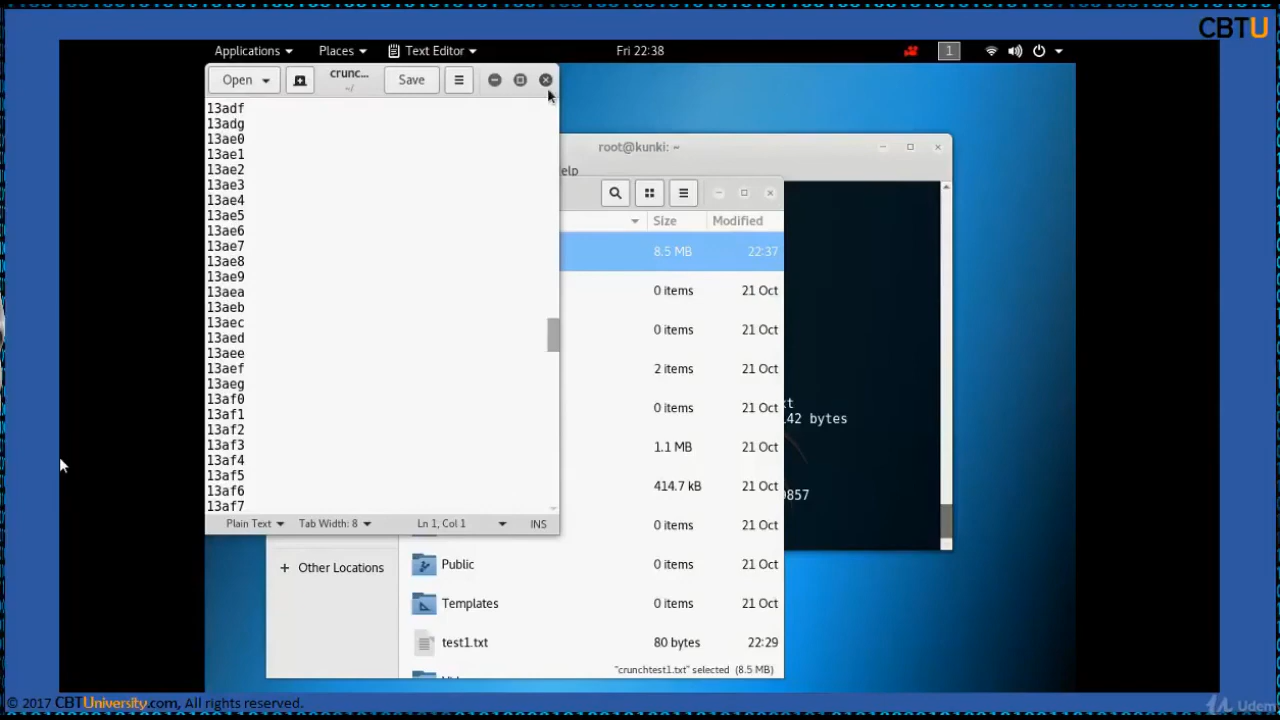 CBTU
Applications Places Text Editor Fri 22:38 1
Open crunc... Save
~/
13adf
13adg
13ae0
13ae1
13ae2
13ae3
13ae4
13ae5
13ae6
13ae7
13ae8
13ae9
13aea
13aeb
13aec
13aed
13aee
13aef
13aeg
13af0
13af1
13af2
13af3
13af4
13af5
13af6
13af7
Plain Text Tab Width: 8 Ln 1, Col 1 INS
root@kunki: ~
elp
Size Modified
8.5 MB 22:37
0 items 21 Oct
0 items 21 Oct
2 items 21 Oct
0 items 21 Oct
1.1 MB 21 Oct
414.7 kB 21 Oct
0 items 21 Oct
Public 0 items 21 Oct
Templates 0 items 21 Oct
test1.txt 80 bytes 22:29
"crunchtest1.txt" selected (8.5 MB)
+ Other Locations
xt
42 bytes
9857
© 2017 CBTUniversity.com, All rights reserved.
Udem